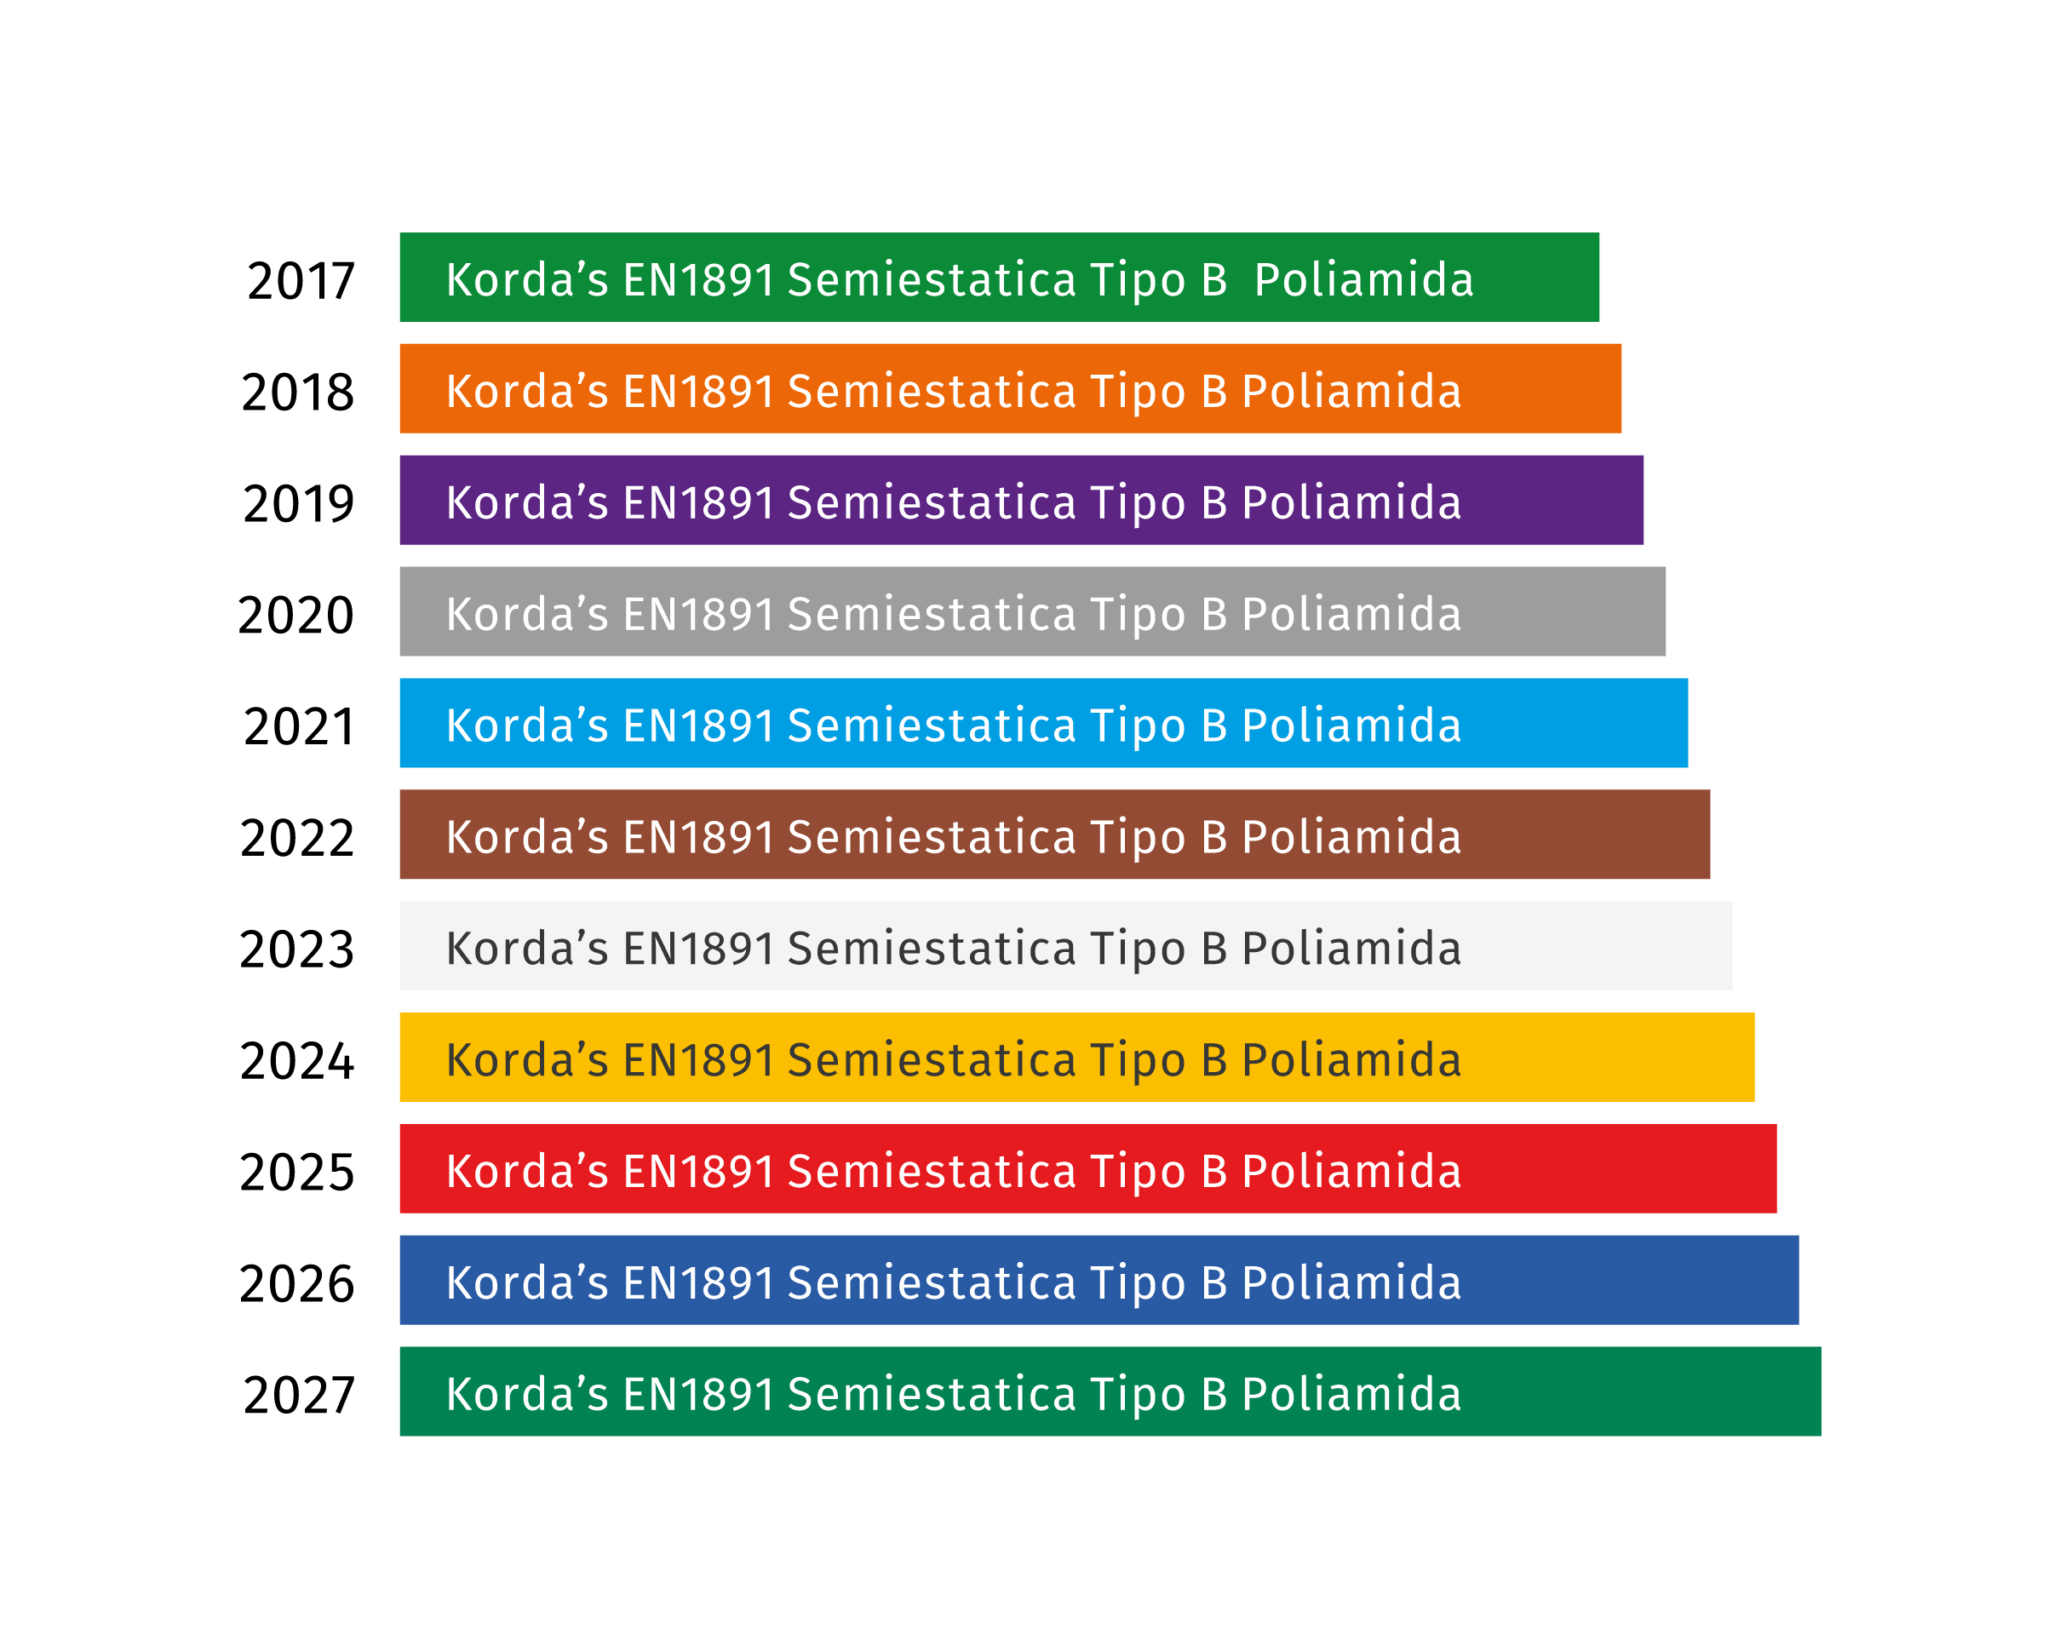 2017 Korda’s EN1891 Semiestatica Tipo B  Poliamida
2018 Korda’s EN1891 Semiestatica Tipo B Poliamida
2019 Korda’s EN1891 Semiestatica Tipo B Poliamida
2020 Korda’s EN1891 Semiestatica Tipo B Poliamida
2021 Korda’s EN1891 Semiestatica Tipo B Poliamida
2022 Korda’s EN1891 Semiestatica Tipo B Poliamida
2023 Korda’s EN1891 Semiestatica Tipo B Poliamida
2024 Korda’s EN1891 Semiestatica Tipo B Poliamida
2025 Korda’s EN1891 Semiestatica Tipo B Poliamida
2026 Korda’s EN1891 Semiestatica Tipo B Poliamida
2027 Korda’s EN1891 Semiestatica Tipo B Poliamida